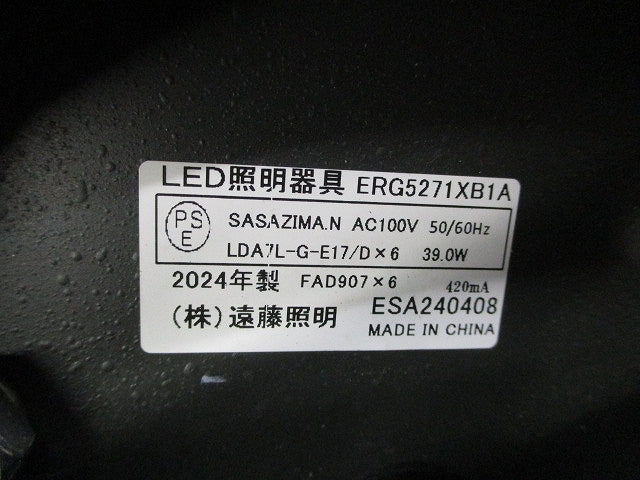 LED照明器具 ERG5271XB1A
PSE SASAZIMA.N AC100V 50/60Hz
LDA7L-G-E17/D×6 39.0W
2024年製 FAD907×6 420mA
(株)遠藤照明 ESA240408
MADE IN CHINA